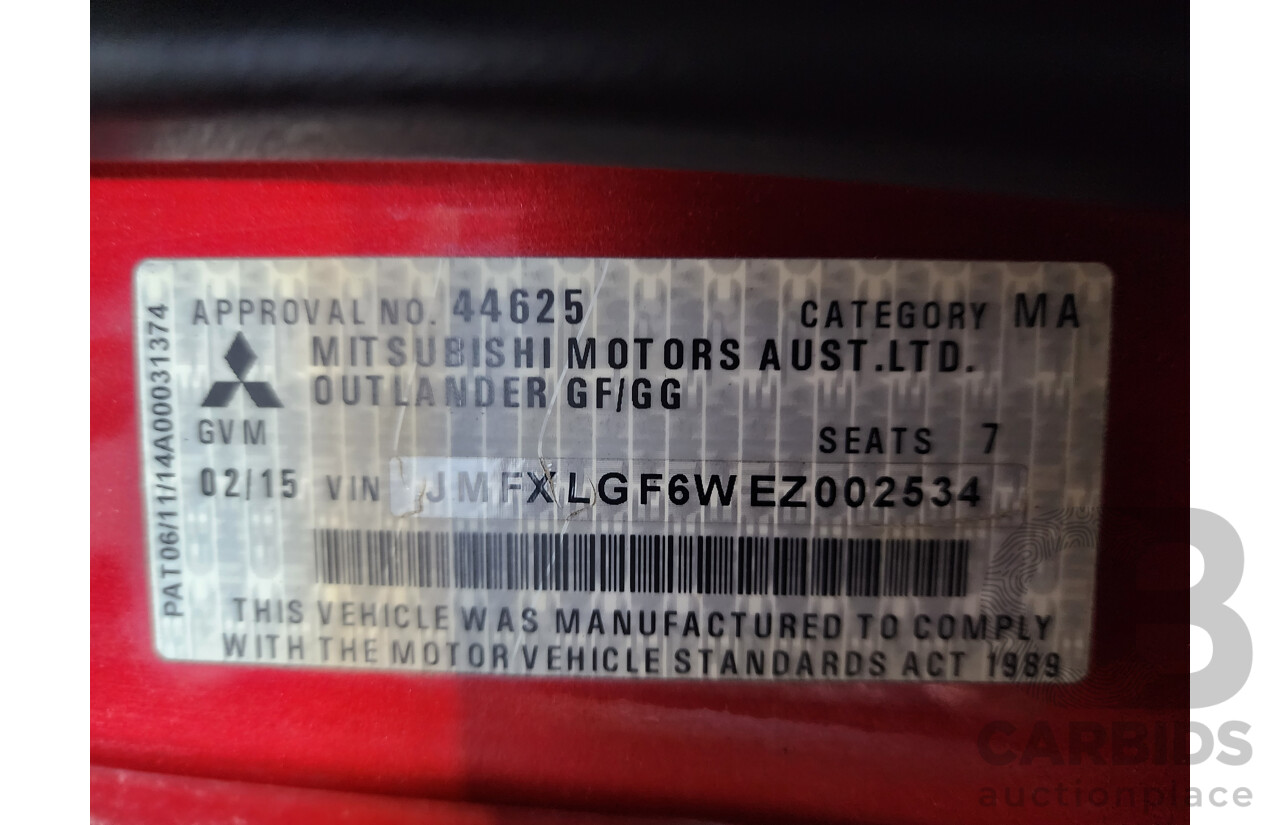 APPROVAL NO. 44625 CATEGORY MA
MITSUBISHI MOTORS AUST.LTD.
OUTLANDER GF/GG
GVM SEATS 7
02/15 VIN JMFXLGF6WEZ002534
THIS VEHICLE WAS MANUFACTURED TO COMPLY
WITH THE MOTOR VEHICLE STANDARDS ACT 1989
PAT06/11/14A00031374
CB
CARBIDS
auctionplace